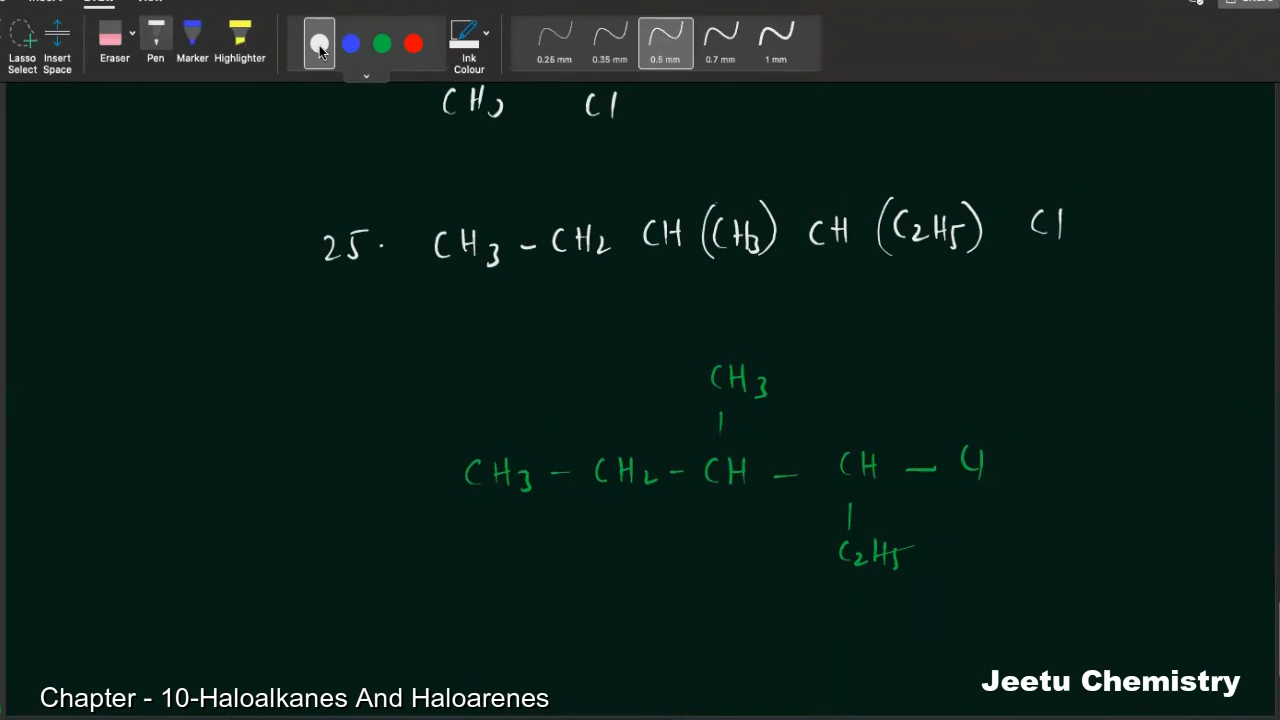 Draw
Lasso Select
Insert Space
Eraser
Pen
Marker
Highlighter
Ink Colour
0.25 mm
0.35 mm
0.5 mm
0.7 mm
1 mm
CH3 Cl
25. CH3 - CH2 CH (CH3) CH (C2H5) Cl
CH3
|
CH3 - CH2 - CH - CH - Cl
|
C2H5
Jeetu Chemistry
Chapter - 10-Haloalkanes And Haloarenes